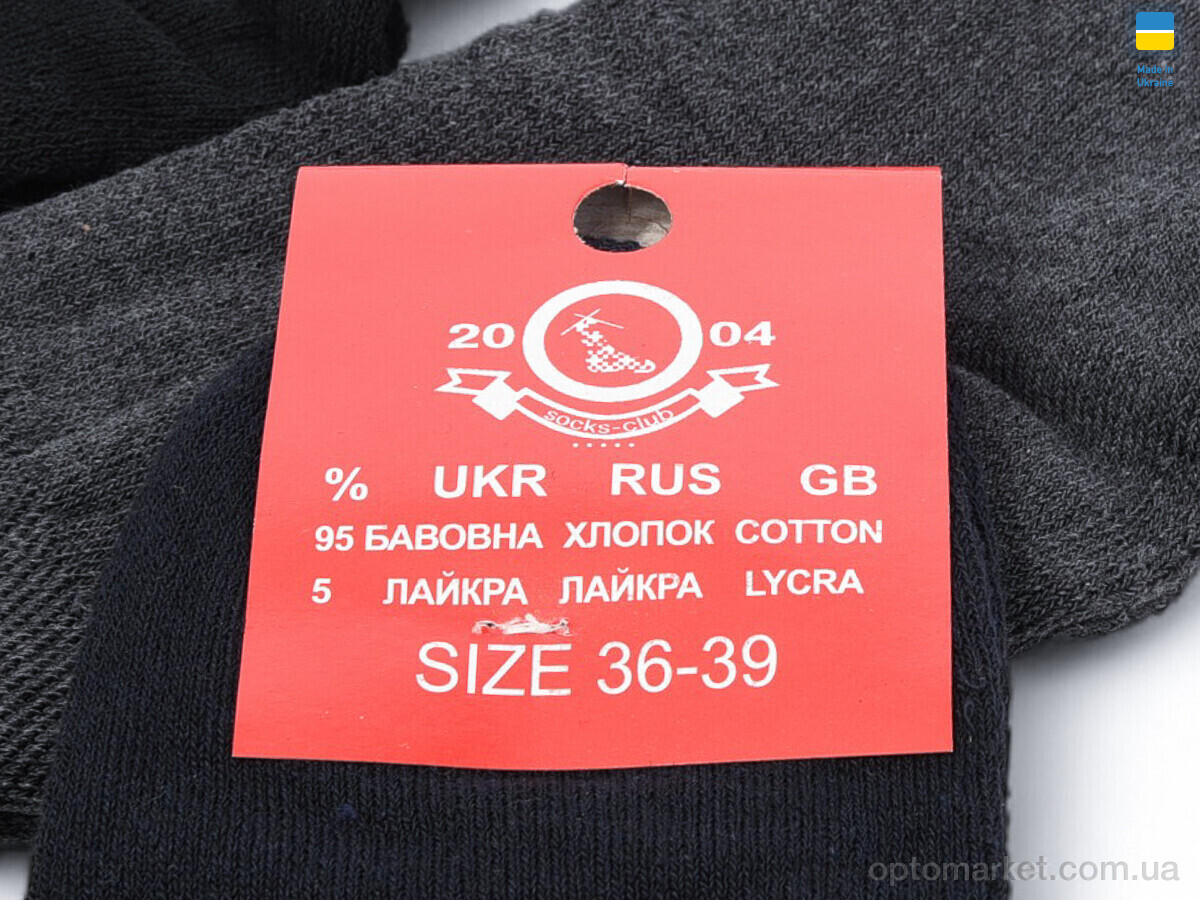 Made in
Ukraine
20 04
socks-club
% UKR RUS GB
95 БАВОВНА ХЛОПОК COTTON
5 ЛАЙКРА ЛАЙКРА LYCRA
SIZE 36-39
optomarket.com.ua